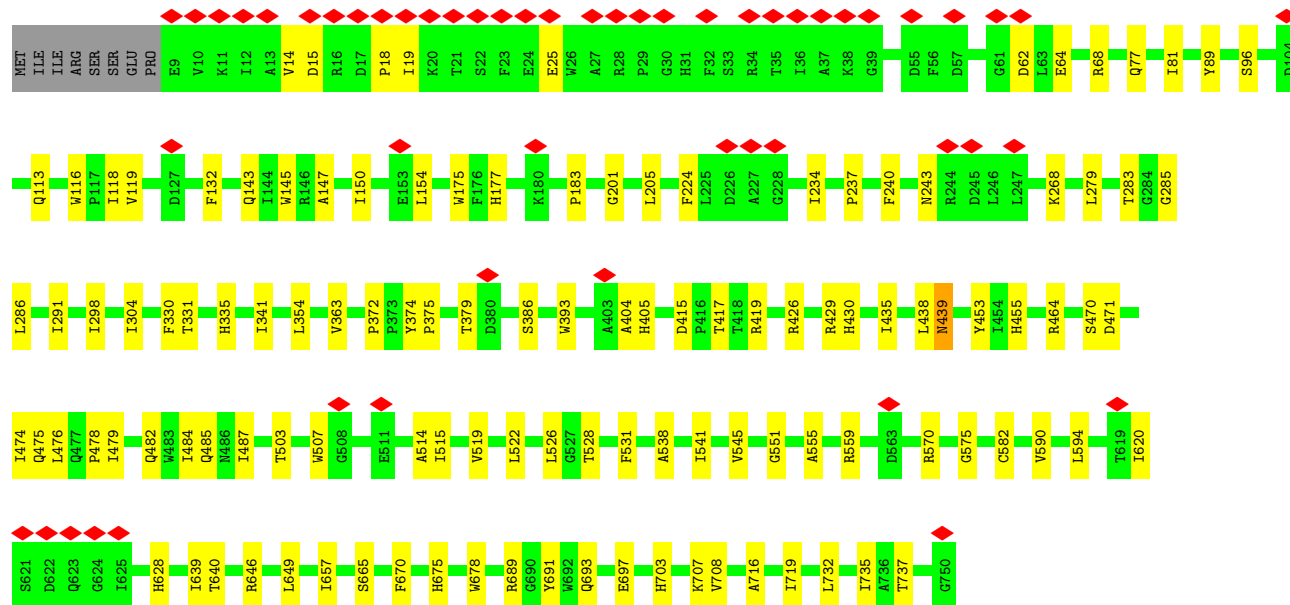 MET ILE ILE ARG SER SER GLU PRO E9 V10 K11 I12 A13 V14 D15 R16 D17 P18 I19 K20 T21 S22 F23 E24 E25 W26 A27 R28 P29 G30 H31 F32 S33 R34 T35 I36 A37 K38 G39 D55 F56 D57 G61 D62 L63 E64 R68 Q77 I81 Y89 S96 D104
Q113 W116 P117 I118 V119 D127 F132 Q143 I144 W145 R146 A147 I150 E153 L154 W175 F176 H177 K180 P183 G201 L205 F224 L225 D226 A227 G228 I234 P237 F240 N243 R244 D245 L246 L247 K268 L279 T283 G284 G285
L286 I291 I298 I304 F330 T331 H335 I341 L354 V363 P372 P373 Y374 P375 T379 D380 S386 W393 A403 A404 H405 D415 P416 T417 T418 R419 R426 R429 H430 I435 L438 N439 Y453 I454 H455 R464 S470 D471
I474 Q475 L476 Q477 P478 I479 Q482 W483 I484 Q485 N486 I487 T503 W507 G508 E511 A514 I515 V519 L522 L526 G527 T528 F531 A538 I541 V545 G551 A555 R559 D563 R570 G575 C582 V590 L594 T619 I620
S621 D622 Q623 G624 I625 H628 I639 T640 R646 L649 I657 S665 F670 H675 W678 R689 G690 Y691 W692 Q693 E697 H703 K707 V708 A716 I719 L732 I735 A736 T737 G750